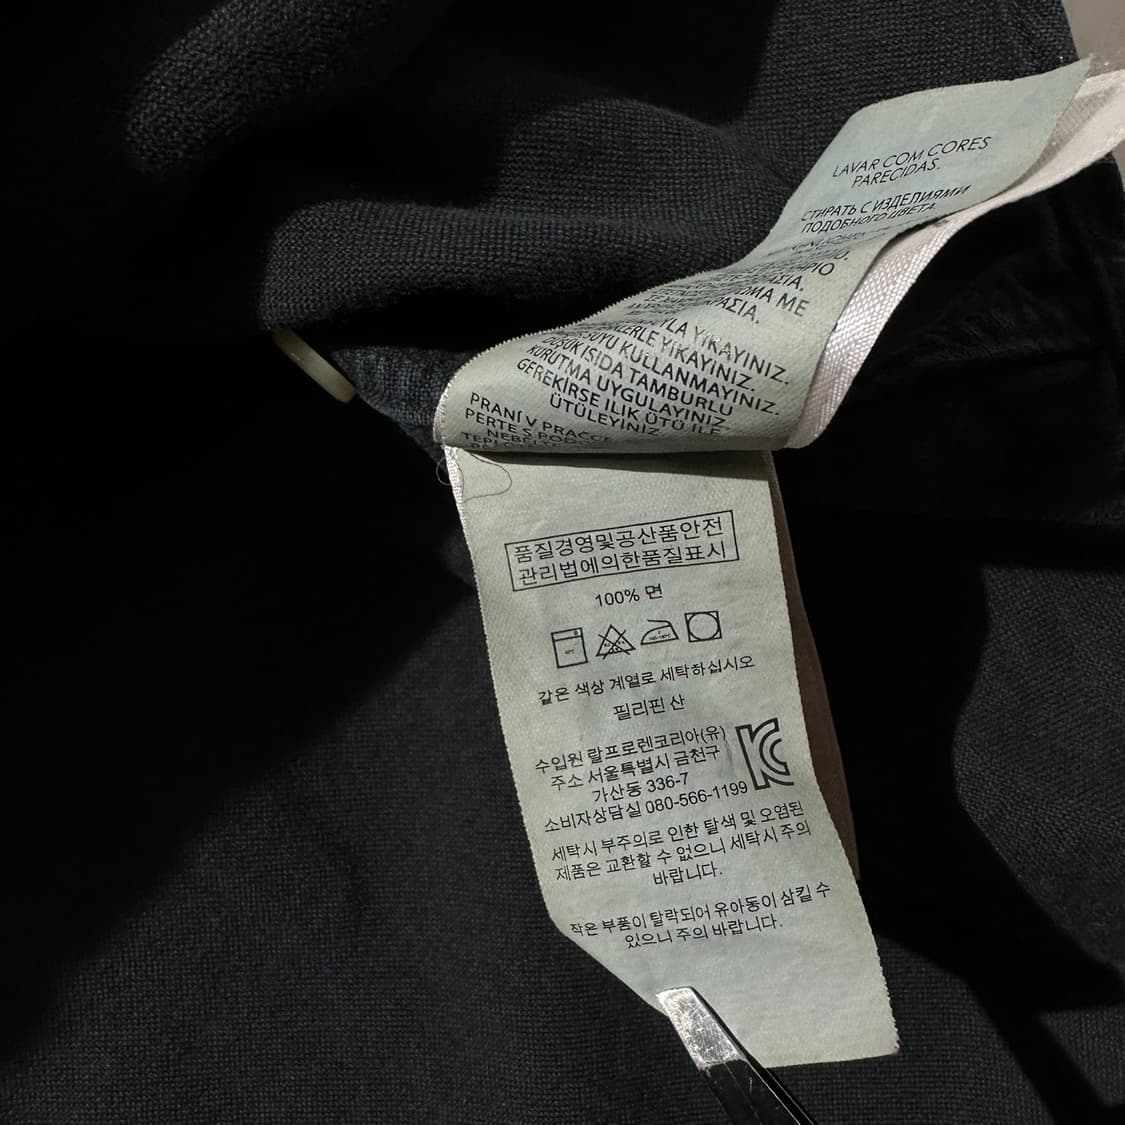 LAVAR COM CORES
PARECIDAS.
СТИРАТЬ С ИЗДЕЛИЯМИ
ПОДОБНОГО ЦВЕТА.
ΜΕ
YIKAYINIZ.
YIKAYINIZ.
SUYU KULLANMAYINIZ.
DÜŞÜK ISIDA TAMBURLU
KURUTMA UYGULAYINIZ.
GEREKİRSE ILIK ÜTÜ İLE
ÜTÜLEYİNİZ.
PRANÍ V
PERTE S
품질경영및공산품안전
관리법에의한품질표시
100% 면
같은 색상 계열로 세탁하십시오
필리핀 산
수입원 랄프로렌코리아(유)
주소 서울특별시 금천구
가산동 336-7
소비자상담실 080-566-1199
세탁시 부주의로 인한 탈색 및 오염된
제품은 교환할 수 없으니 세탁시 주의
바랍니다.
작은 부품이 탈락되어 유아동이 삼킬 수
있으니 주의 바랍니다.